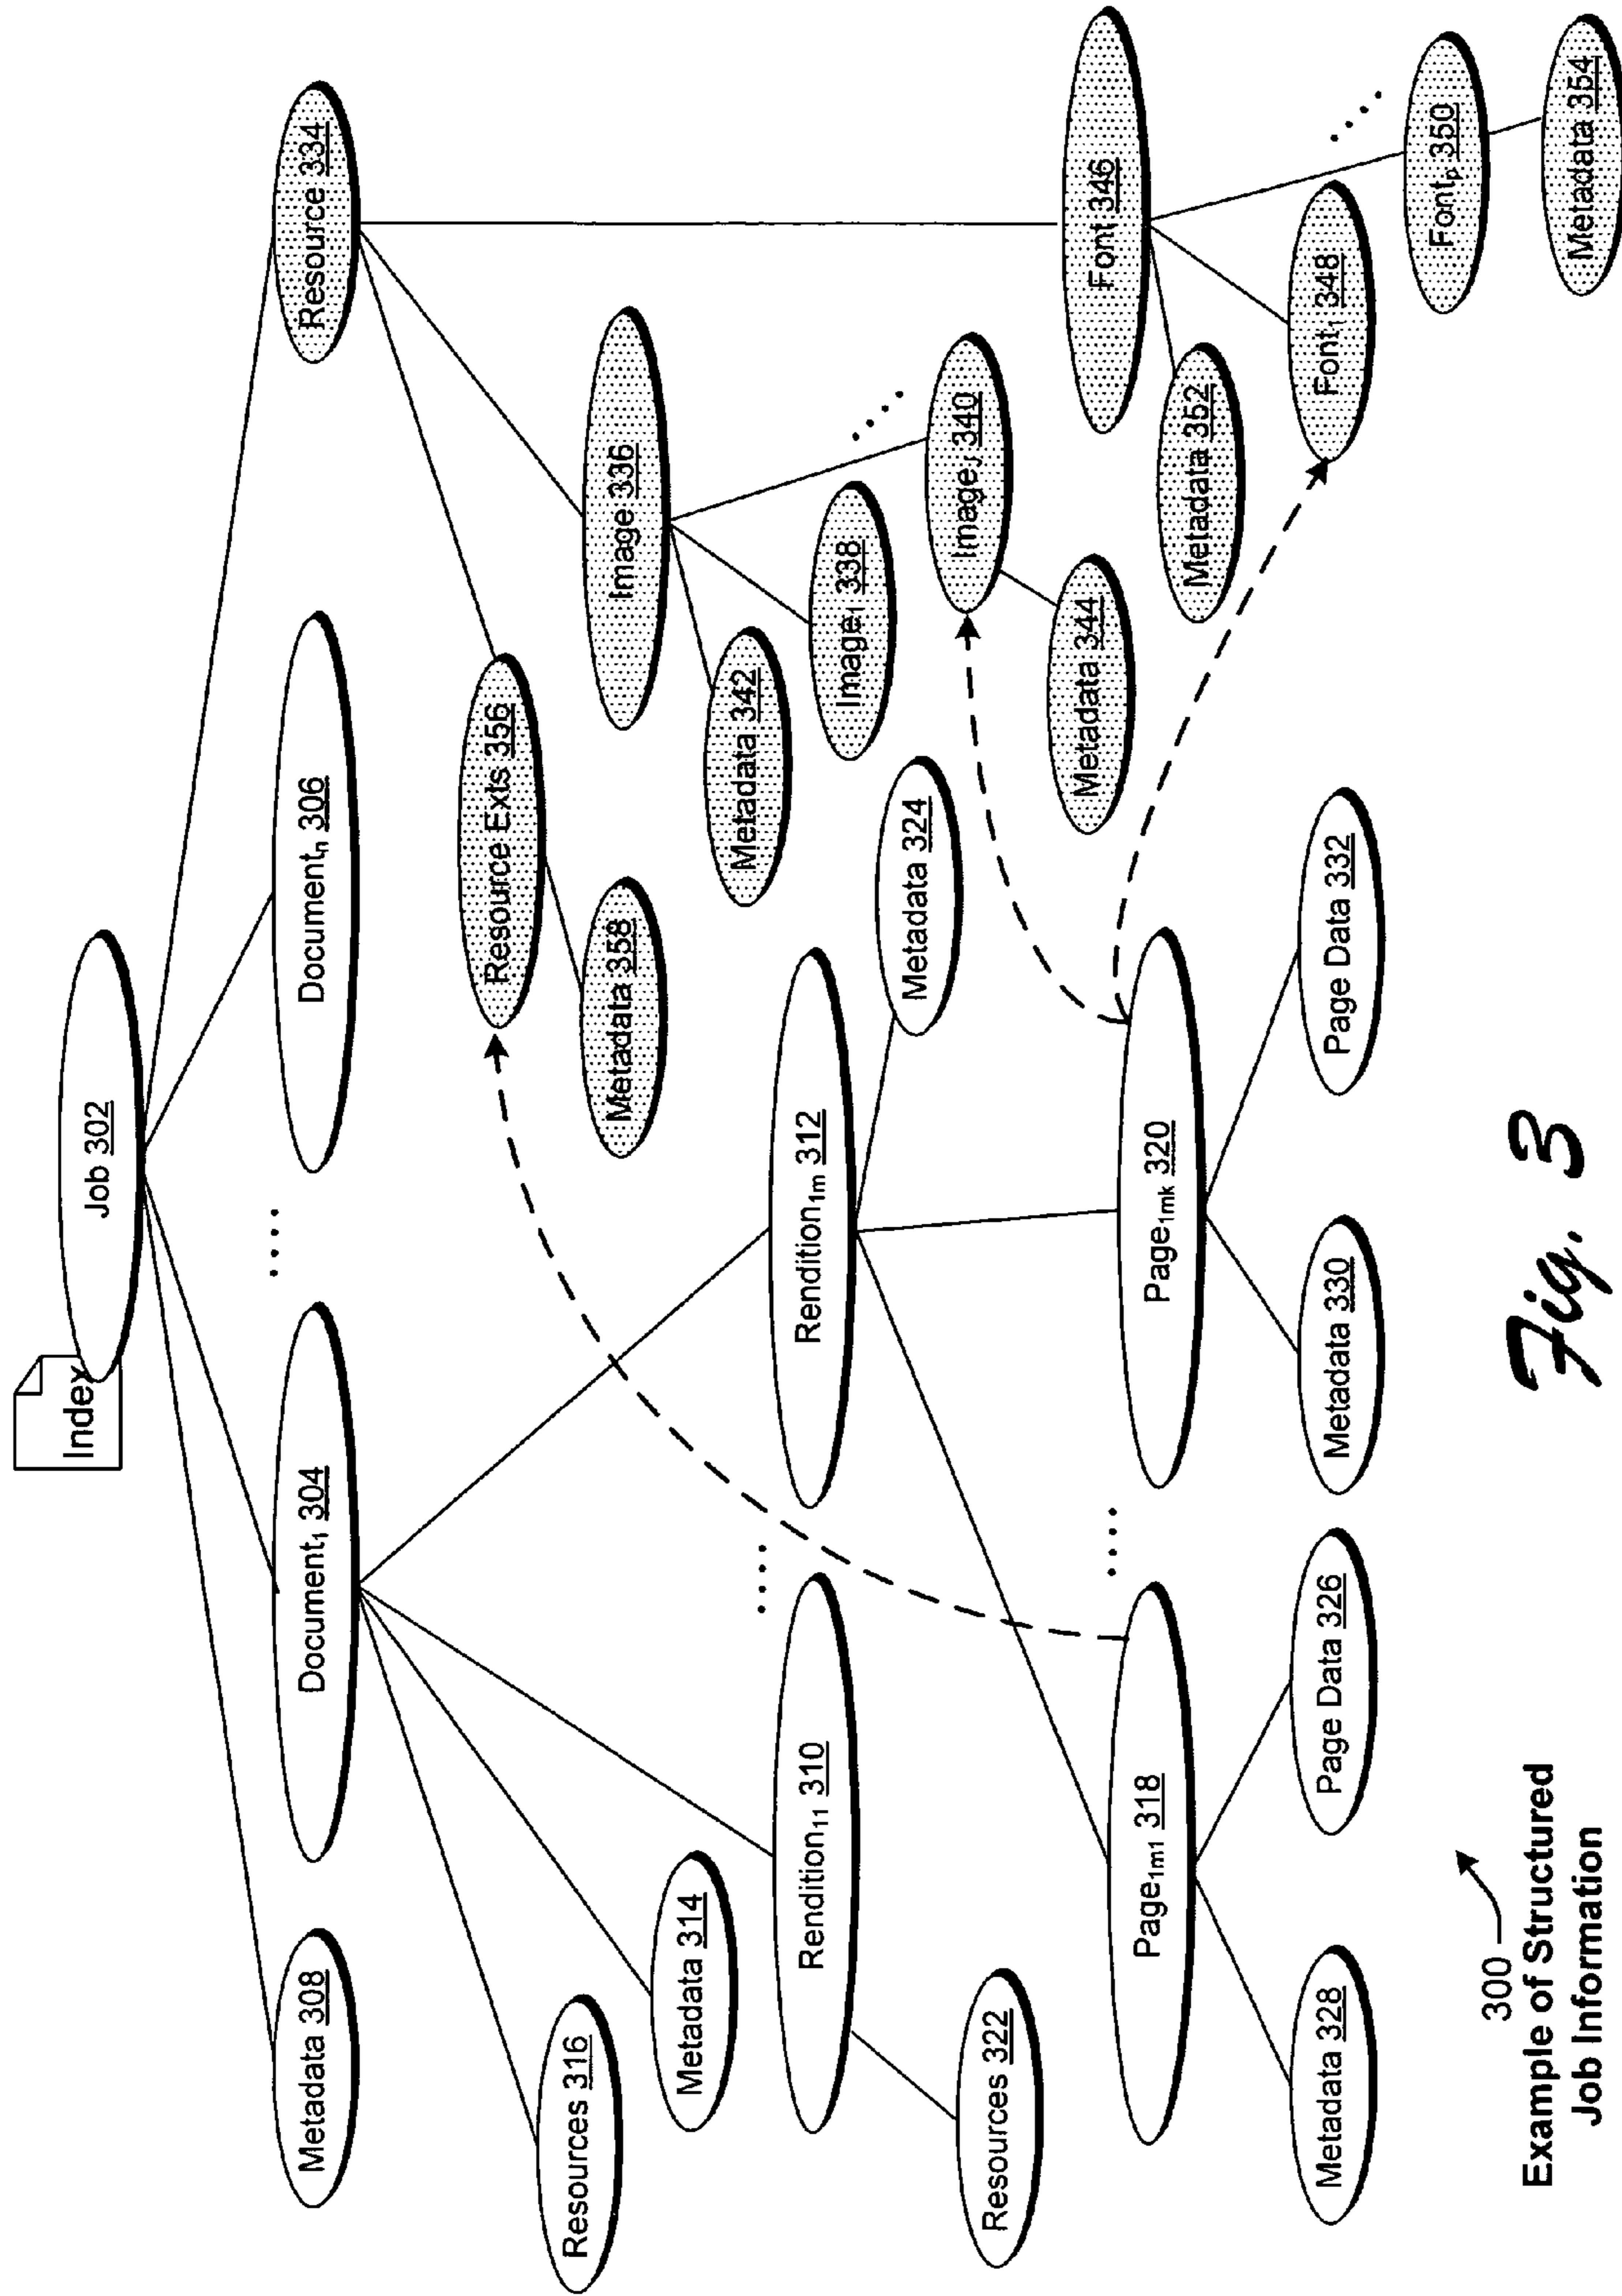 Index
Job 302
Metadata 308
Document₁ 304
....
Documentₙ 306
Resource 334
Resources 316
Metadata 314
Resource Exts 356
Metadata 358
Image 336
Metadata 342
Image₁ 338
....
Imageⱼ 340
Metadata 344
Rendition₁₁ 310
....
Rendition₁ₘ 312
Metadata 324
Resources 322
Font 346
Metadata 352
Font₁ 348
....
Fontₚ 350
Metadata 354
Page₁ₘ₁ 318
....
Page₁ₘₖ 320
Metadata 328
Page Data 326
Metadata 330
Page Data 332
300
Example of Structured
Job Information
Fig. 3